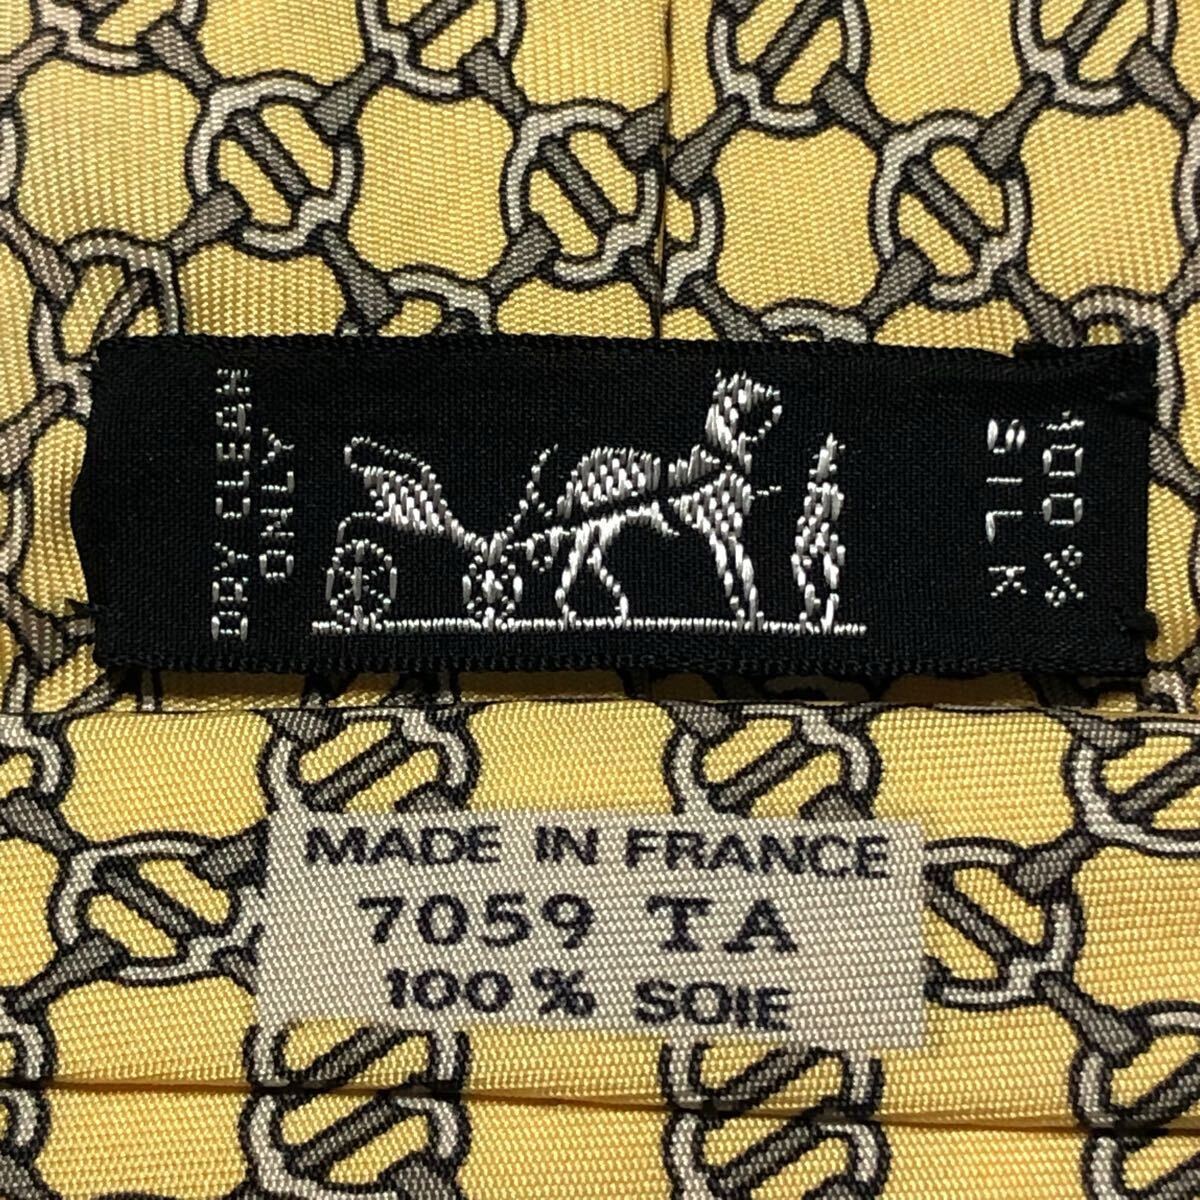 DRY CLEAN
ONLY
100%
SILK
MADE IN FRANCE
7059 TA
100% SOIE